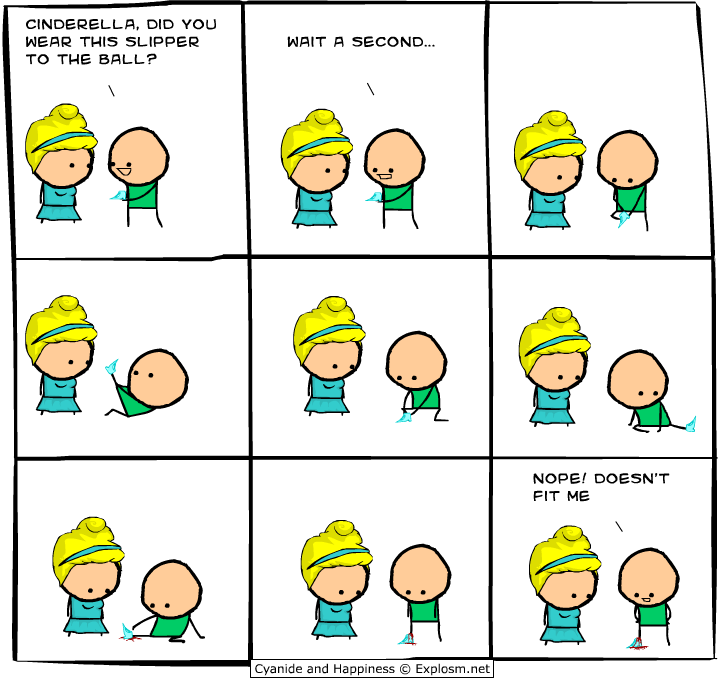 CINDERELLA, DID YOU
WEAR THIS SLIPPER
TO THE BALL?
WAIT A SECOND...
NOPE! DOESN'T
FIT ME
Cyanide and Happiness © Explosm.net